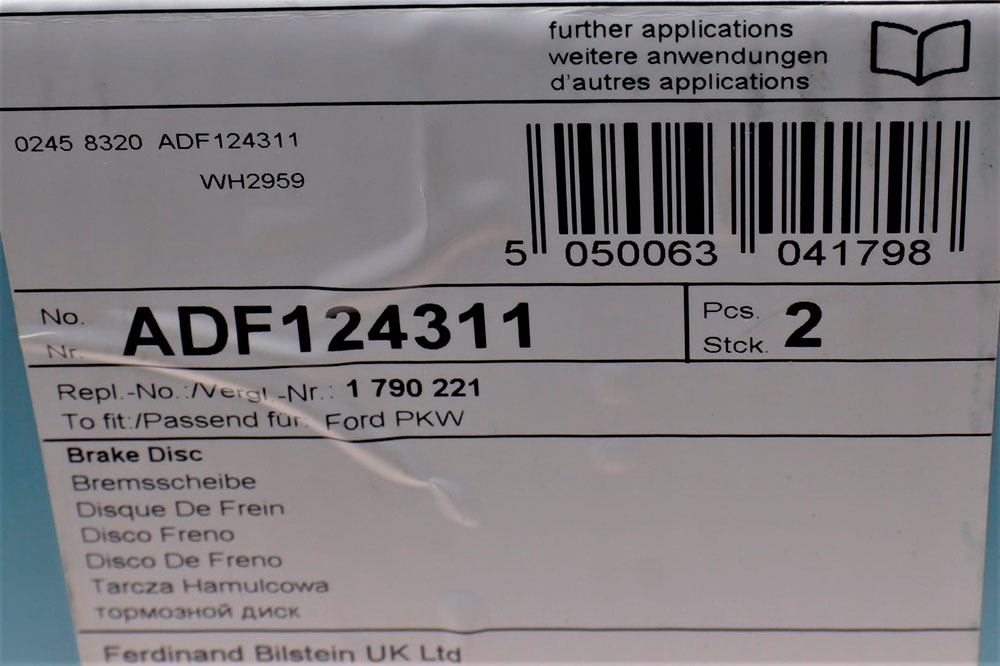 further applications
weitere anwendungen
d'autres applications
0245 8320 ADF124311
WH2959
5 050063 041798
No.
Nr. ADF124311
Pcs.
Stck. 2
Repl.-No.:/Vergl.-Nr.: 1 790 221
To fit:/Passend für: Ford PKW
Brake Disc
Bremsscheibe
Disque De Frein
Disco Freno
Disco De Freno
Tarcza Hamulcowa
тормозной диск
Ferdinand Bilstein UK Ltd